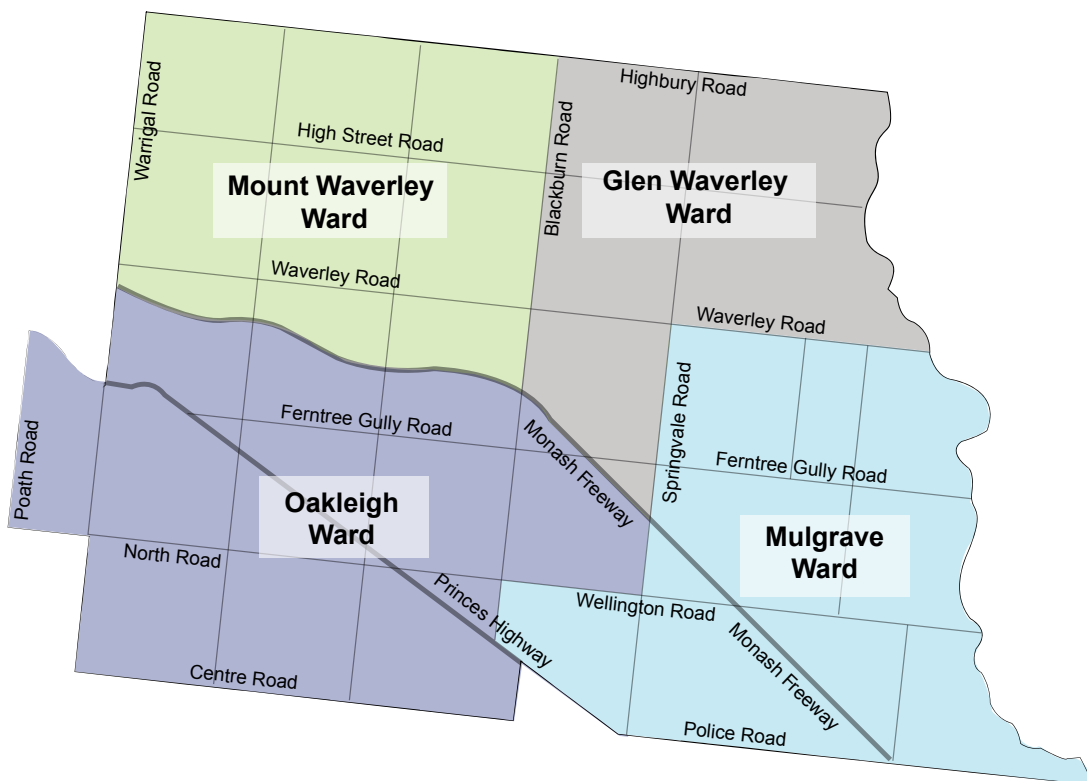 Highbury Road
Warrigal Road
High Street Road
Blackburn Road
Mount Waverley
Ward
Glen Waverley
Ward
Waverley Road
Waverley Road
Springvale Road
Poath Road
Ferntree Gully Road
Monash Freeway
Ferntree Gully Road
Oakleigh
Ward
Mulgrave
Ward
North Road
Princes Highway
Wellington Road
Monash Freeway
Centre Road
Police Road